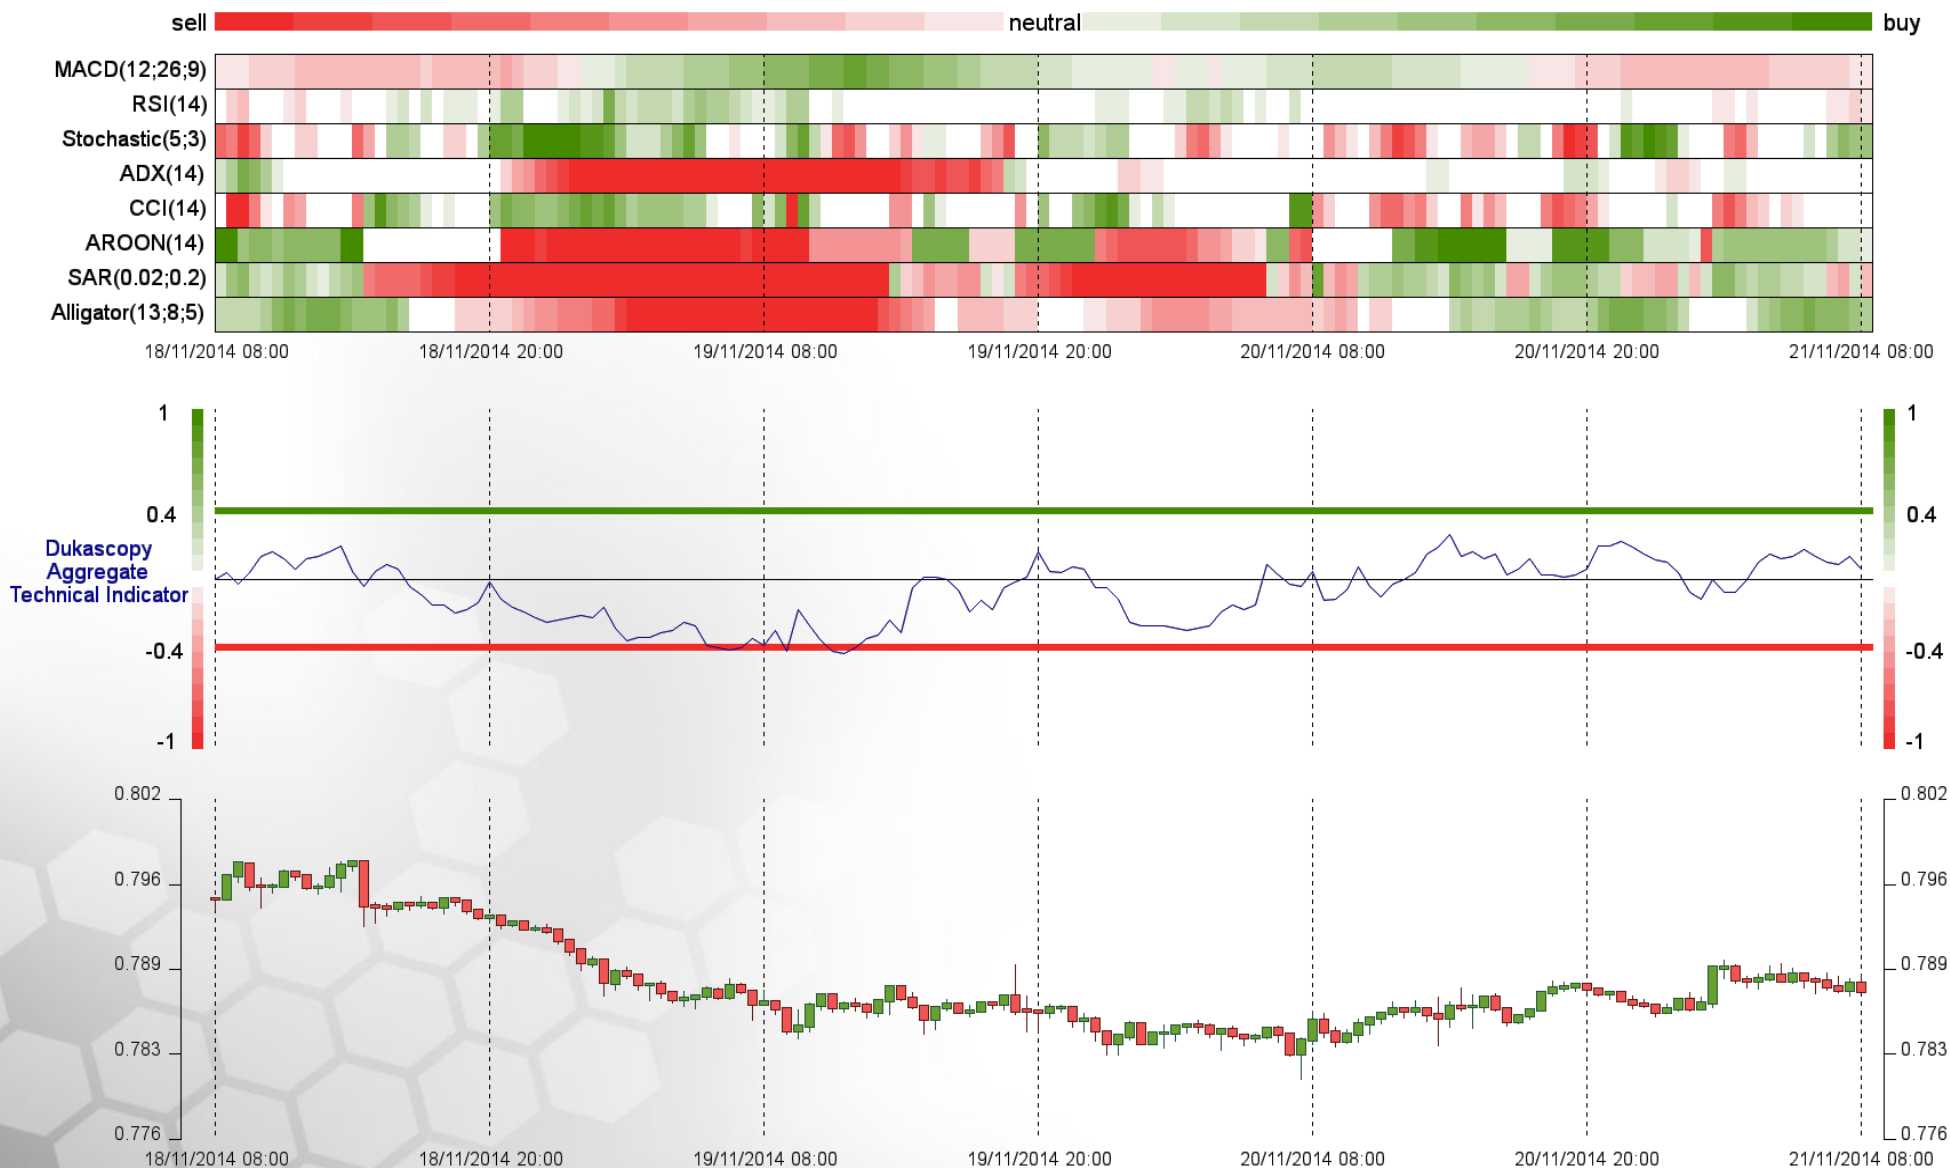 sell neutral buy
MACD(12;26;9)
RSI(14)
Stochastic(5;3)
ADX(14)
CCI(14)
AROON(14)
SAR(0.02;0.2)
Alligator(13;8;5)
18/11/2014 08:00 18/11/2014 20:00 19/11/2014 08:00 19/11/2014 20:00 20/11/2014 08:00 20/11/2014 20:00 21/11/2014 08:00
1 1
0.4 0.4
Dukascopy
Aggregate
Technical Indicator
-0.4 -0.4
-1 -1
0.802 0.802
0.796 0.796
0.789 0.789
0.783 0.783
0.776 0.776
18/11/2014 08:00 18/11/2014 20:00 19/11/2014 08:00 19/11/2014 20:00 20/11/2014 08:00 20/11/2014 20:00 21/11/2014 08:00